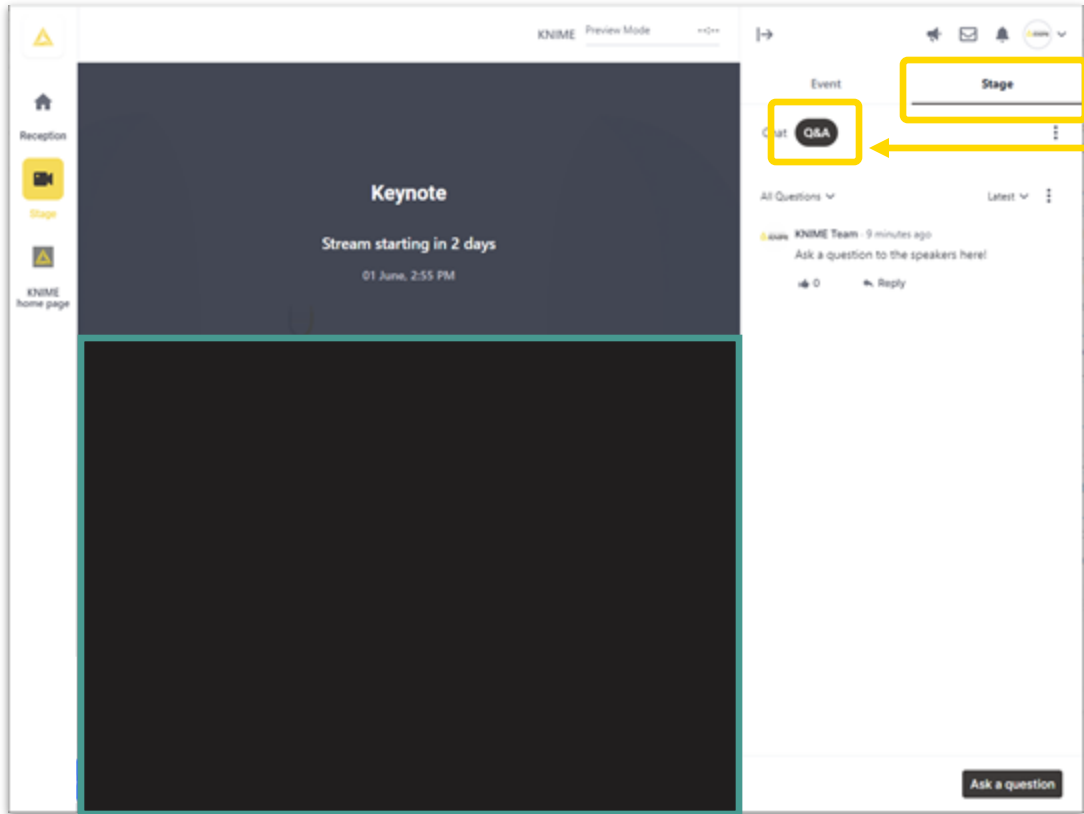 KNIME Preview Mode
Event Stage
Reception
Q&A
Stage
Keynote
All Questions Latest
Stream starting in 2 days
KNIME Team · 9 minutes ago
Ask a question to the speakers here!
01 June, 2:55 PM
0 Reply
KNIME
home page
Ask a question